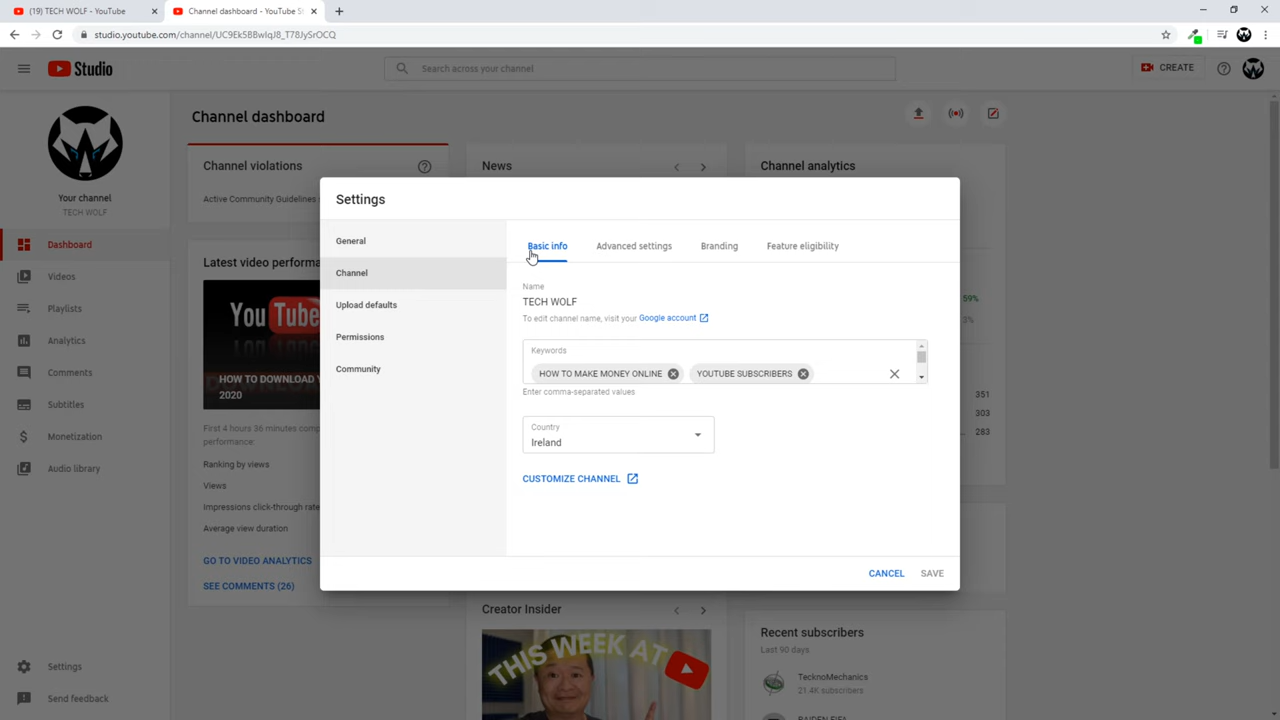 (19) TECH WOLF - YouTube
Channel dashboard - YouTube S
studio.youtube.com/channel/UC9Ek5B8wIqJ8_T78JySrOCQ
Studio
Search across your channel
CREATE
Your channel
TECH WOLF
Dashboard
Videos
Playlists
Analytics
Comments
Subtitles
Monetization
Audio library
Settings
Send feedback
Channel dashboard
Channel violations
Active Community Guidelines
News
Channel analytics
Latest video performa
You Tube
HOW TO DOWNLOAD Y
2020
First 4 hours 36 minutes comp
performance:
Ranking by views
Views
Impressions click-through rate
Average view duration
GO TO VIDEO ANALYTICS
SEE COMMENTS (26)
59%
3%
351
303
283
Settings
General
Channel
Upload defaults
Permissions
Community
Basic info
Advanced settings
Branding
Feature eligibility
Name
TECH WOLF
To edit channel name, visit your Google account
Keywords
HOW TO MAKE MONEY ONLINE
YOUTUBE SUBSCRIBERS
Enter comma-separated values
Country
Ireland
CUSTOMIZE CHANNEL
CANCEL
SAVE
Creator Insider
THIS WEEK AT
Recent subscribers
Last 90 days
TecknoMechanics
21.4K subscribers